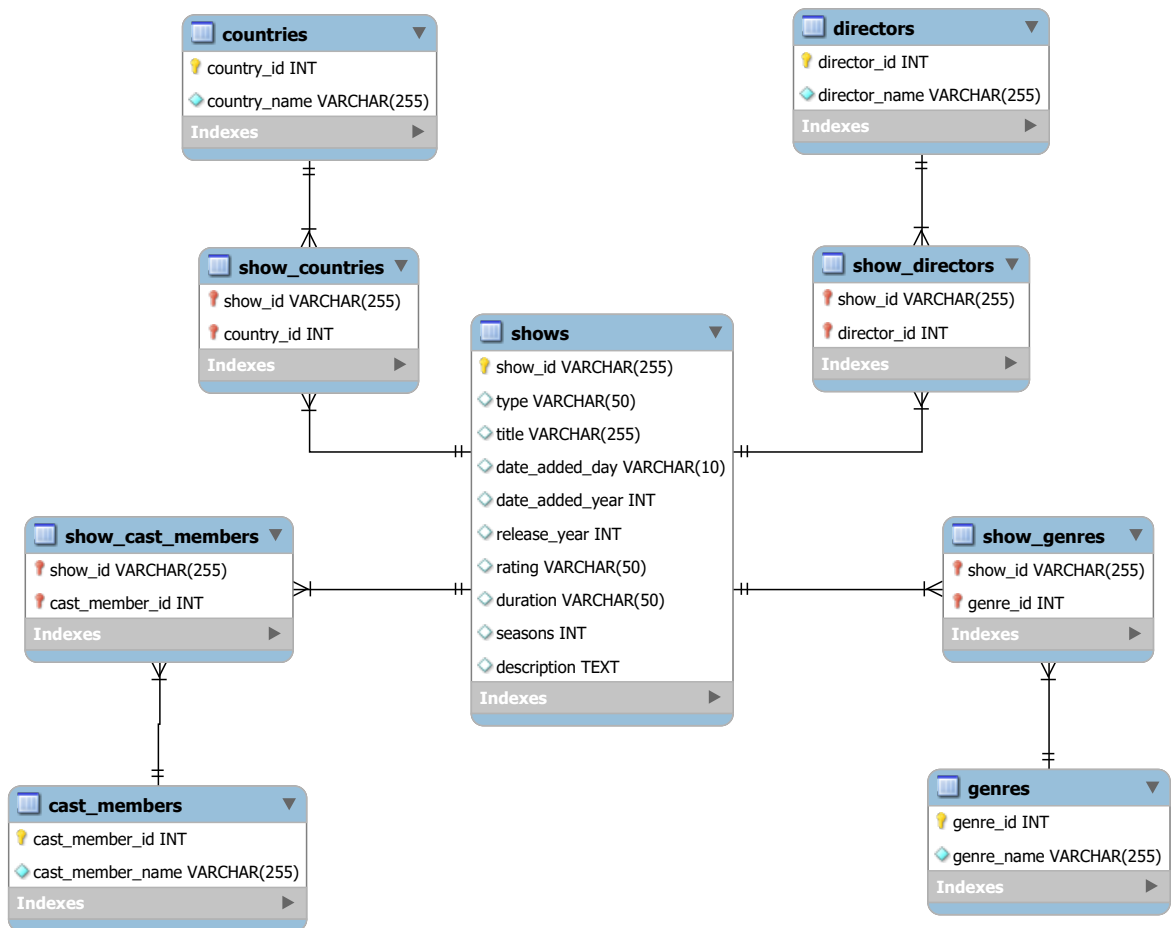 countries
country_id INT
country_name VARCHAR(255)
Indexes
directors
director_id INT
director_name VARCHAR(255)
Indexes
show_countries
show_id VARCHAR(255)
country_id INT
Indexes
show_directors
show_id VARCHAR(255)
director_id INT
Indexes
shows
show_id VARCHAR(255)
type VARCHAR(50)
title VARCHAR(255)
date_added_day VARCHAR(10)
date_added_year INT
release_year INT
rating VARCHAR(50)
duration VARCHAR(50)
seasons INT
description TEXT
Indexes
show_cast_members
show_id VARCHAR(255)
cast_member_id INT
Indexes
show_genres
show_id VARCHAR(255)
genre_id INT
Indexes
cast_members
cast_member_id INT
cast_member_name VARCHAR(255)
Indexes
genres
genre_id INT
genre_name VARCHAR(255)
Indexes